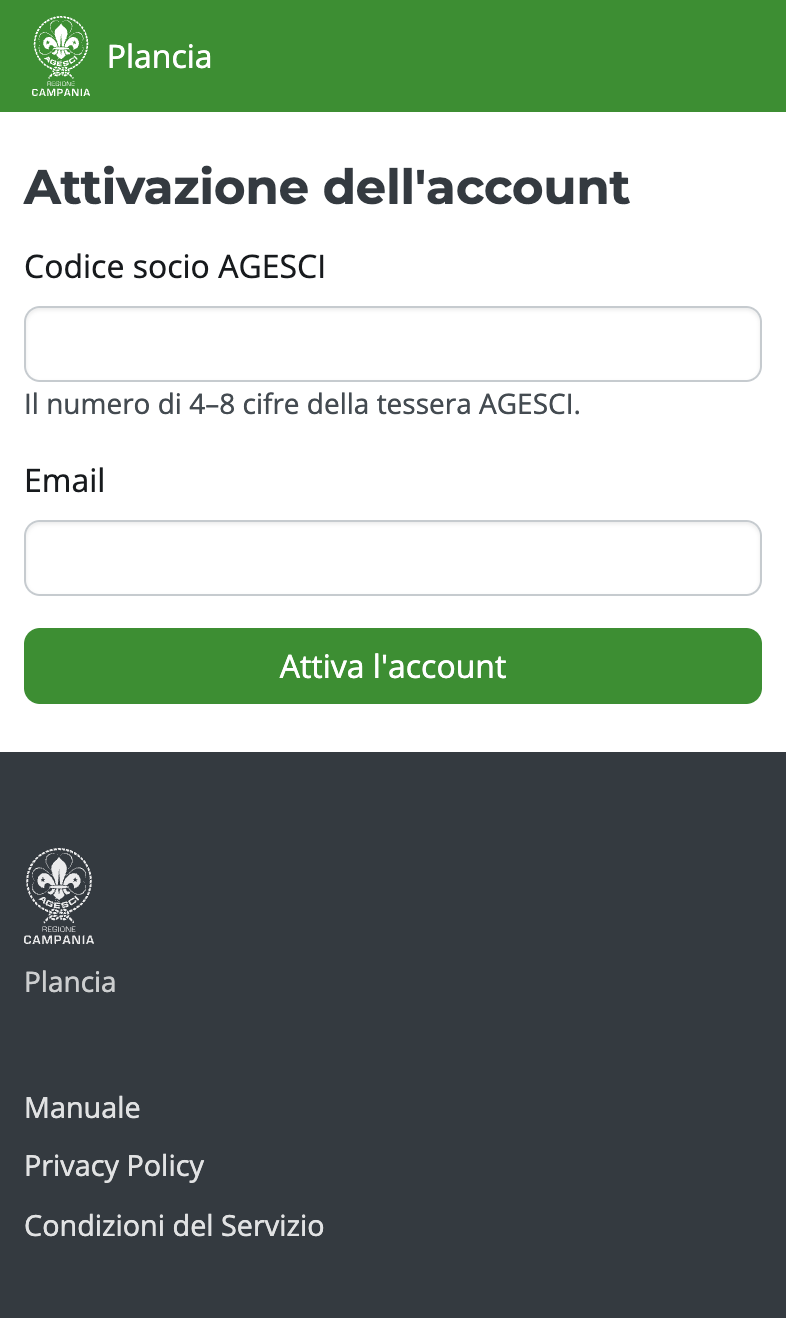 AGESCI
REGIONE
CAMPANIA
Plancia
Attivazione dell'account
Codice socio AGESCI
Il numero di 4–8 cifre della tessera AGESCI.
Email
Attiva l'account
AGESCI
REGIONE
CAMPANIA
Plancia
Manuale
Privacy Policy
Condizioni del Servizio